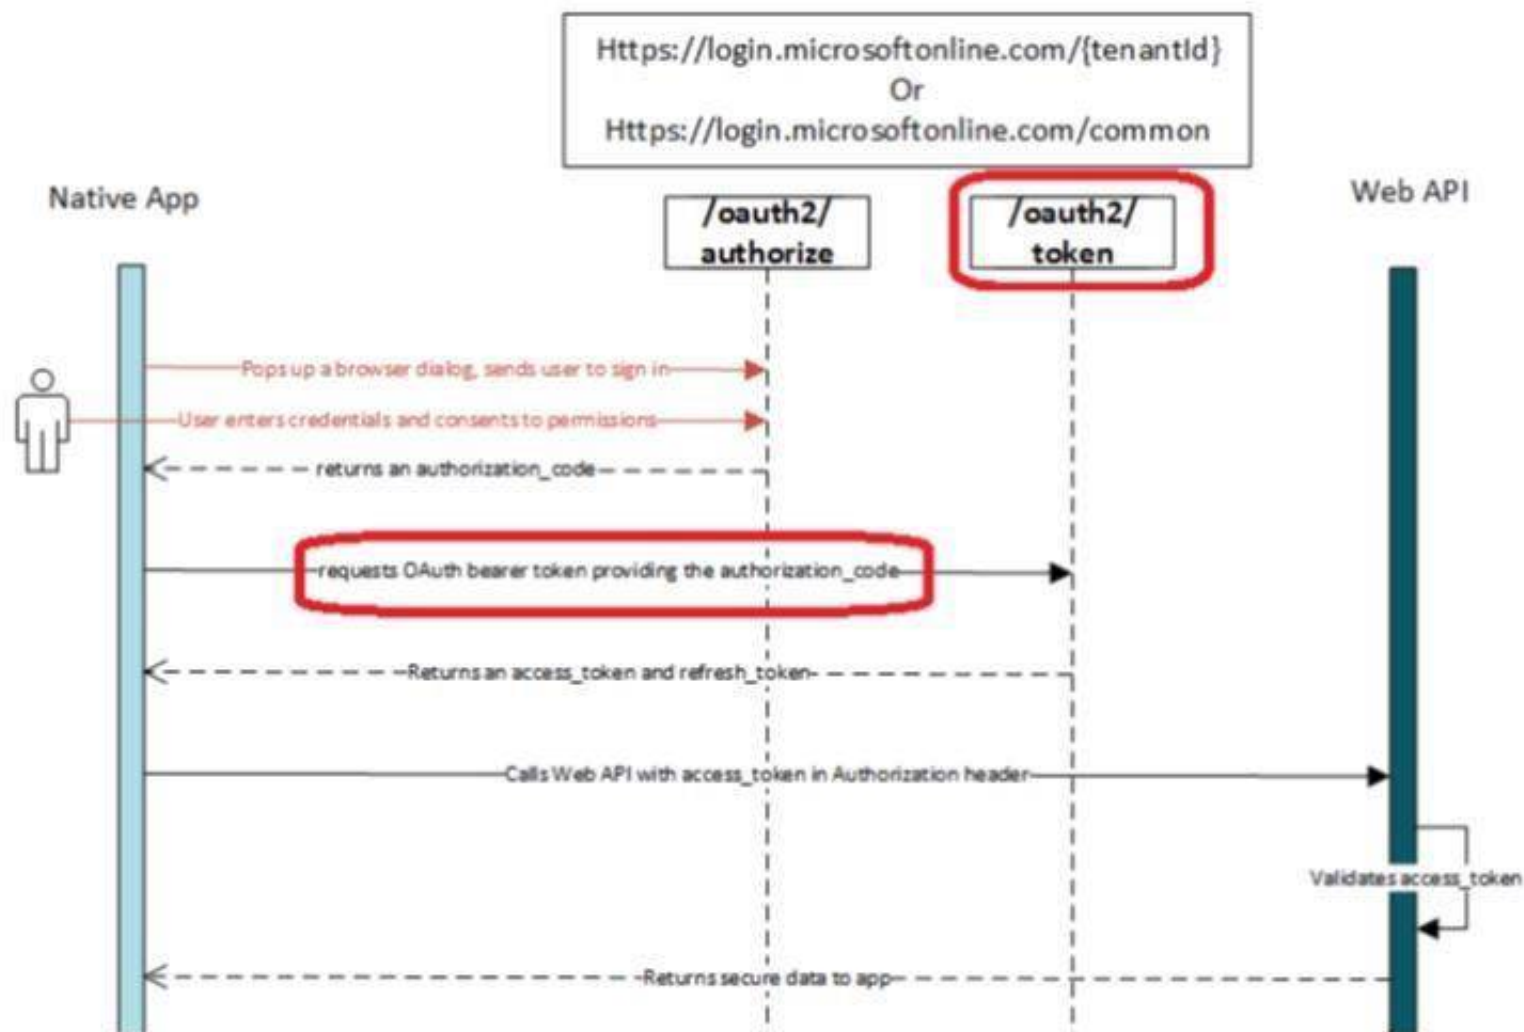 Https://login.microsoftonline.com/{tenantId}
Or
Https://login.microsoftonline.com/common
Native App
/oauth2/
authorize
/oauth2/
token
Web API
Pops up a browser dialog, sends user to sign in
User enters credentials and consents to permissions
returns an authorization_code
requests OAuth bearer token providing the authorization_code
Returns an access_token and refresh_token
Calls Web API with access_token in Authorization header
Validates access_token
Returns secure data to app